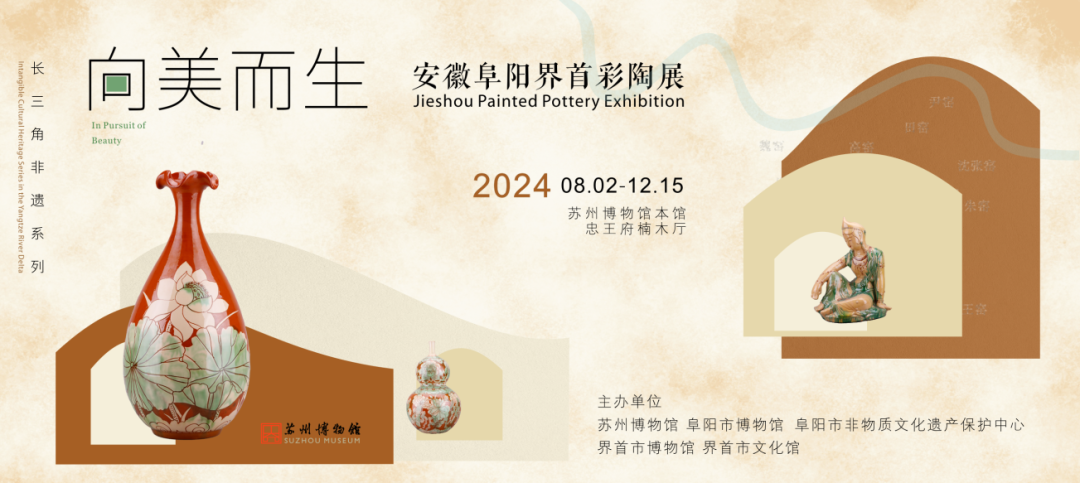 长三角非遗系列
Intangible Cultural Heritage Series in the Yangtze River Delta
向美而生
In Pursuit of
Beauty
安徽阜阳界首彩陶展
Jieshou Painted Pottery Exhibition
2024 08.02-12.15
苏州博物馆本馆
忠王府楠木厅
苏州博物馆
SUZHOU MUSEUM
主办单位
苏州博物馆 阜阳市博物馆 阜阳市非物质文化遗产保护中心
界首市博物馆 界首市文化馆